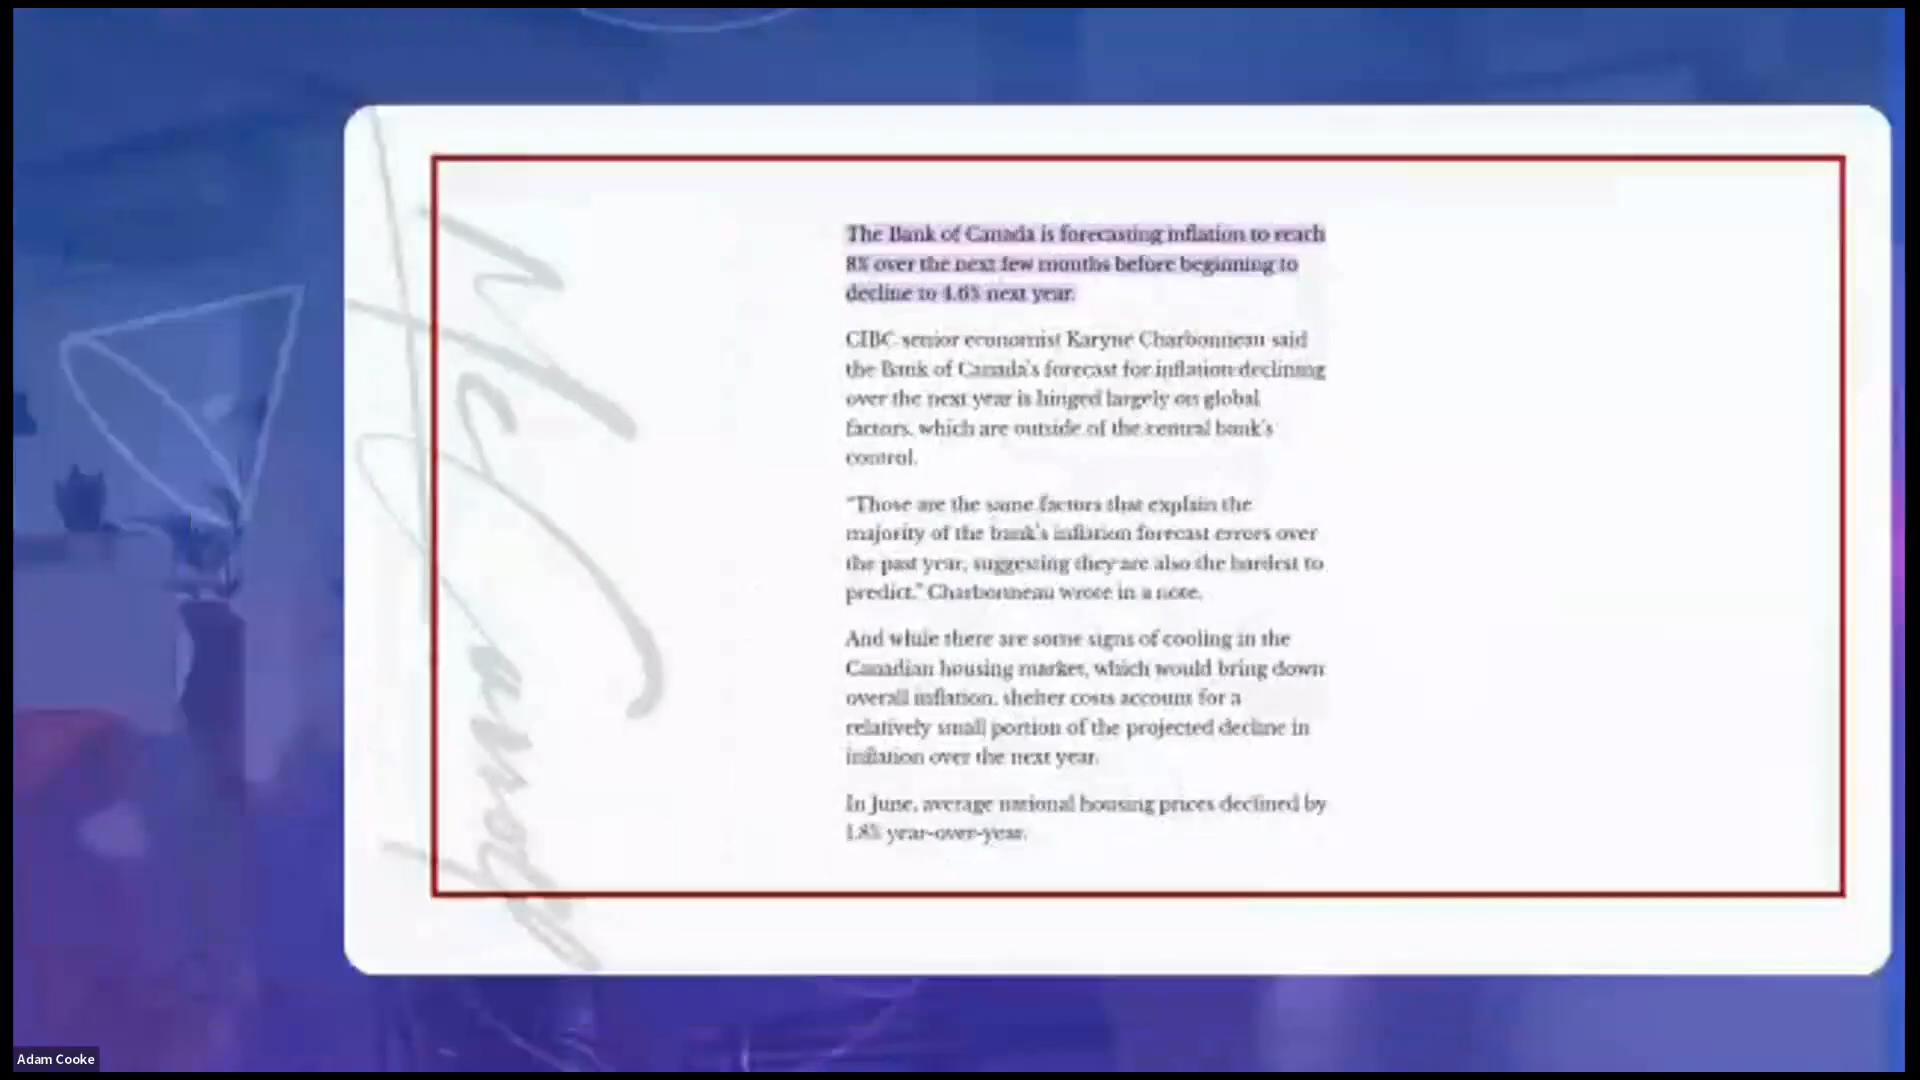 The Bank of Canada is forecasting inflation to reach
8% over the next few months before beginning to
decline to 4.6% next year.
CIBC senior economist Karyne Charbonneau said
the Bank of Canada's forecast for inflation declining
over the next year is hinged largely on global
factors, which are outside of the central bank's
control.
"Those are the same factors that explain the
majority of the bank's inflation forecast errors over
the past year, suggesting they are also the hardest to
predict," Charbonneau wrote in a note.
And while there are some signs of cooling in the
Canadian housing market, which would bring down
overall inflation, shelter costs account for a
relatively small portion of the projected decline in
inflation over the next year.
In June, average national housing prices declined by
1.8% year-over-year.
Adam Cooke